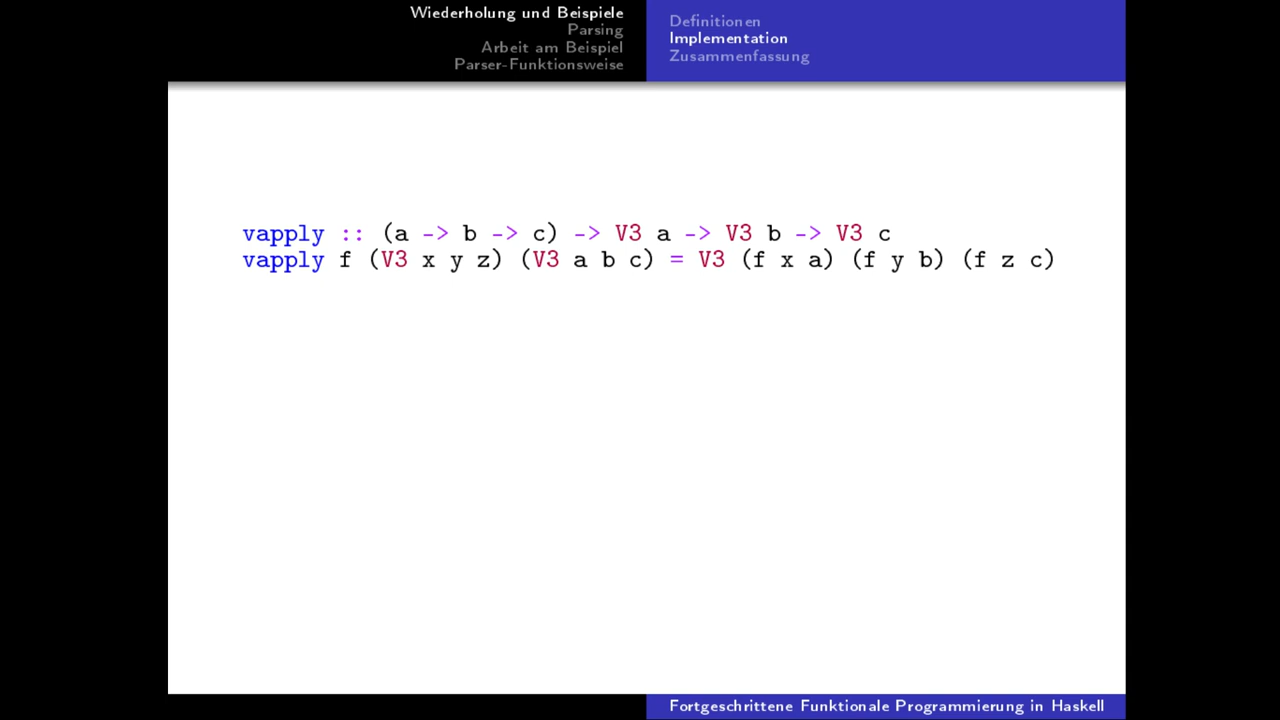 Wiederholung und Beispiele
Parsing
Arbeit am Beispiel
Parser-Funktionsweise
Definitionen
Implementation
Zusammenfassung
vapply :: (a -> b -> c) -> V3 a -> V3 b -> V3 c
vapply f (V3 x y z) (V3 a b c) = V3 (f x a) (f y b) (f z c)
Fortgeschrittene Funktionale Programmierung in Haskell